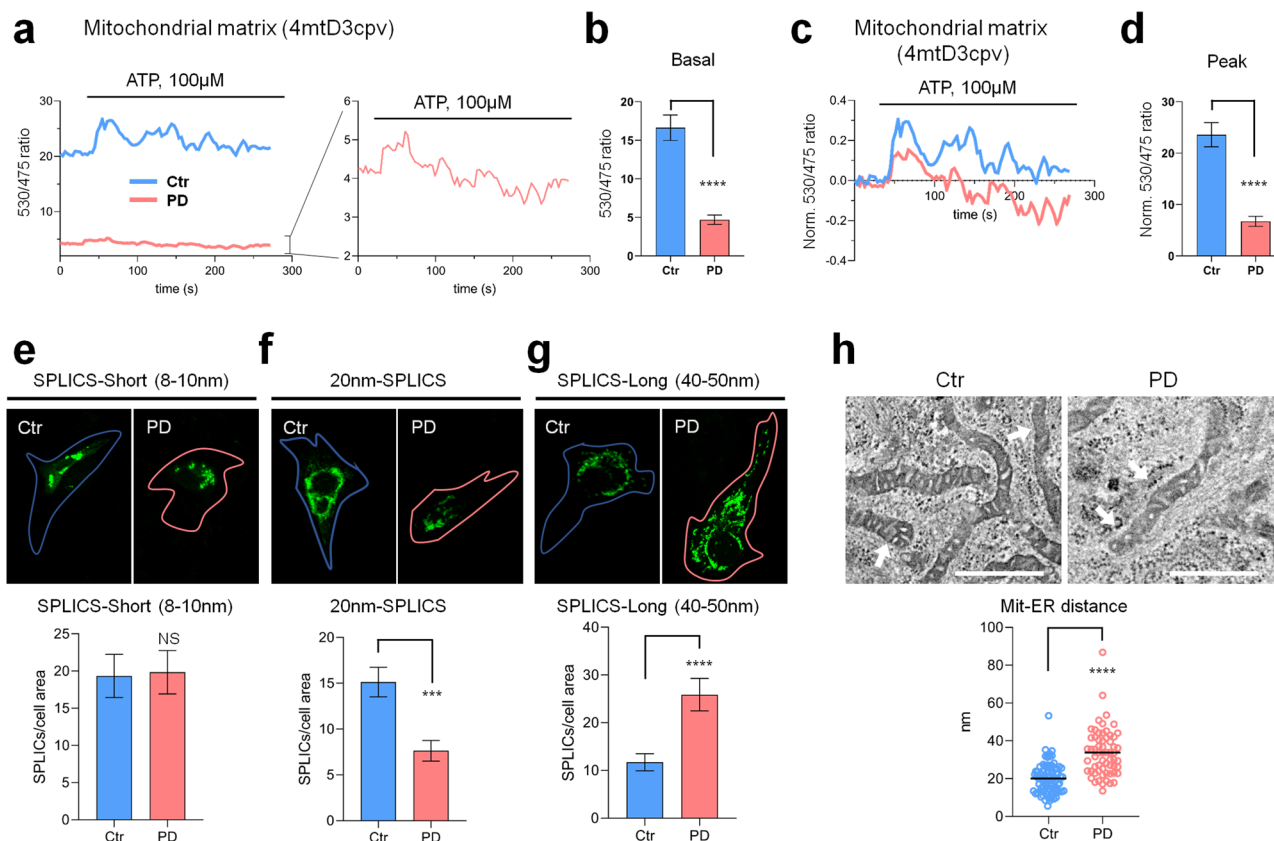 a
Mitochondrial matrix (4mtD3cpv)
ATP, 100µM
530/475 ratio
30
20
10
0
Ctr
PD
0
100
200
300
time (s)
ATP, 100µM
6
5
4
3
2
0
100
200
300
time (s)
b
Basal
530/475 ratio
20
15
10
5
0
****
Ctr
PD
c
Mitochondrial matrix
(4mtD3cpv)
ATP, 100µM
Norm. 530/475 ratio
0.4
0.2
0.0
-0.2
-0.4
100
200
300
time (s)
d
Peak
Norm. 530/475 ratio
30
20
10
0
****
Ctr
PD
e
SPLICS-Short (8-10nm)
Ctr
PD
SPLICS-Short (8-10nm)
SPLICs/cell area
25
20
15
10
5
0
NS
Ctr
PD
f
20nm-SPLICS
Ctr
PD
20nm-SPLICS
SPLICs/cell area
20
15
10
5
0
***
Ctr
PD
g
SPLICS-Long (40-50nm)
Ctr
PD
SPLICS-Long (40-50nm)
SPLICs/cell area
40
30
20
10
0
****
Ctr
PD
h
Ctr
PD
Mit-ER distance
nm
100
80
60
40
20
0
****
Ctr
PD